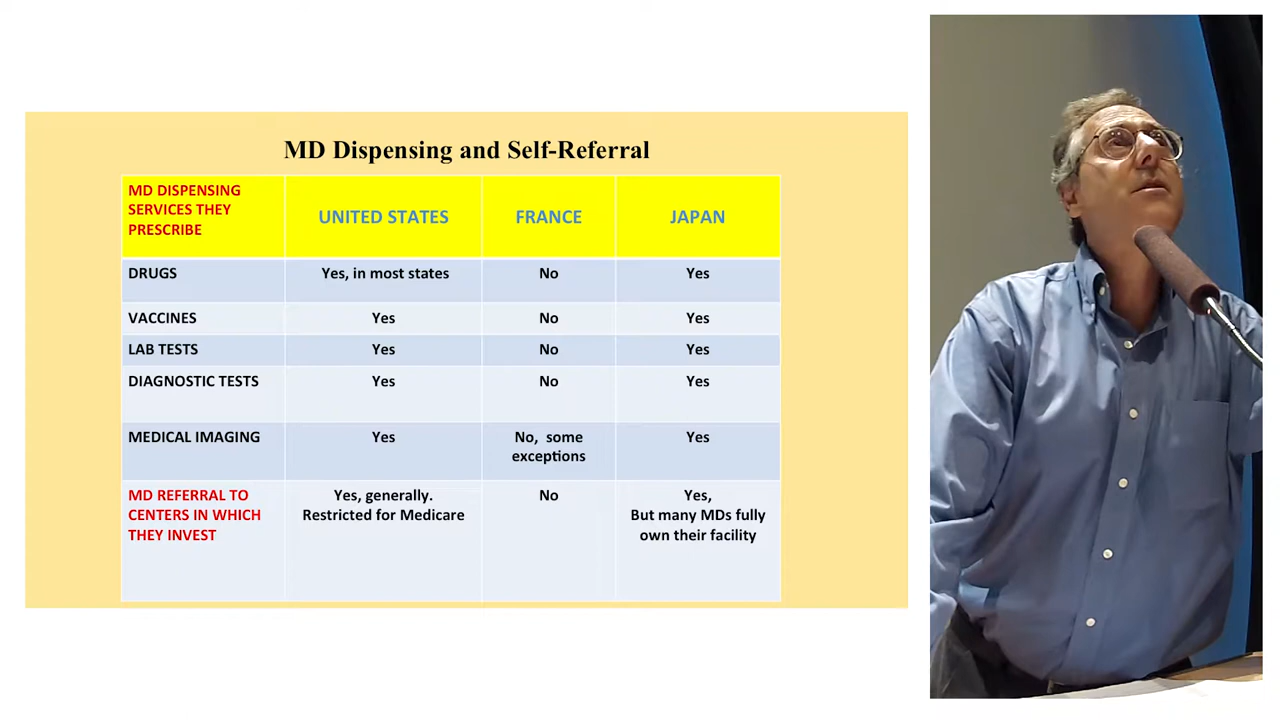 MD Dispensing and Self-Referral
MD DISPENSING
SERVICES THEY
PRESCRIBE
UNITED STATES
FRANCE
JAPAN
DRUGS
Yes, in most states
No
Yes
VACCINES
Yes
No
Yes
LAB TESTS
Yes
No
Yes
DIAGNOSTIC TESTS
Yes
No
Yes
MEDICAL IMAGING
Yes
No, some
exceptions
Yes
MD REFERRAL TO
CENTERS IN WHICH
THEY INVEST
Yes, generally.
Restricted for Medicare
No
Yes,
But many MDs fully
own their facility